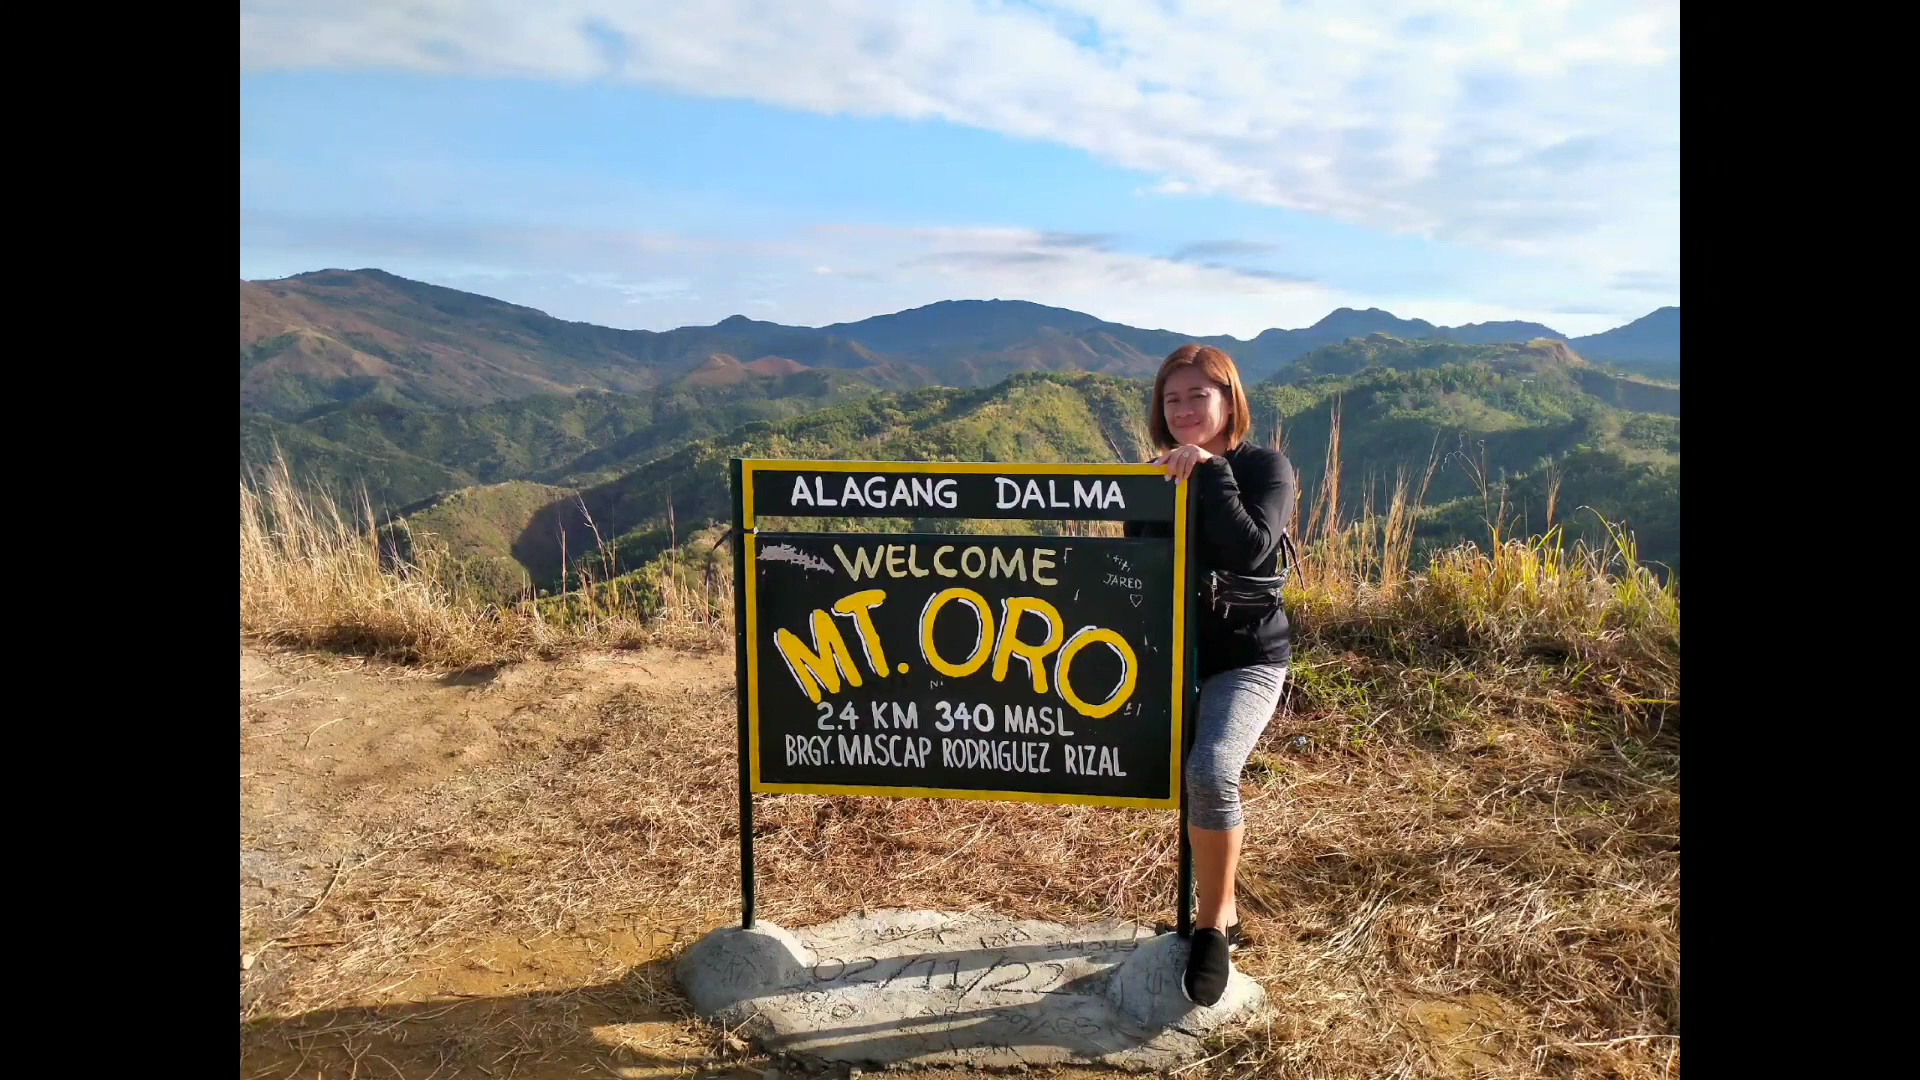 ALAGANG DALMA
WELCOME
JARED
MT. ORO
2.4 KM 340 MASL
BRGY. MASCAP RODRIGUEZ RIZAL
02/11/22